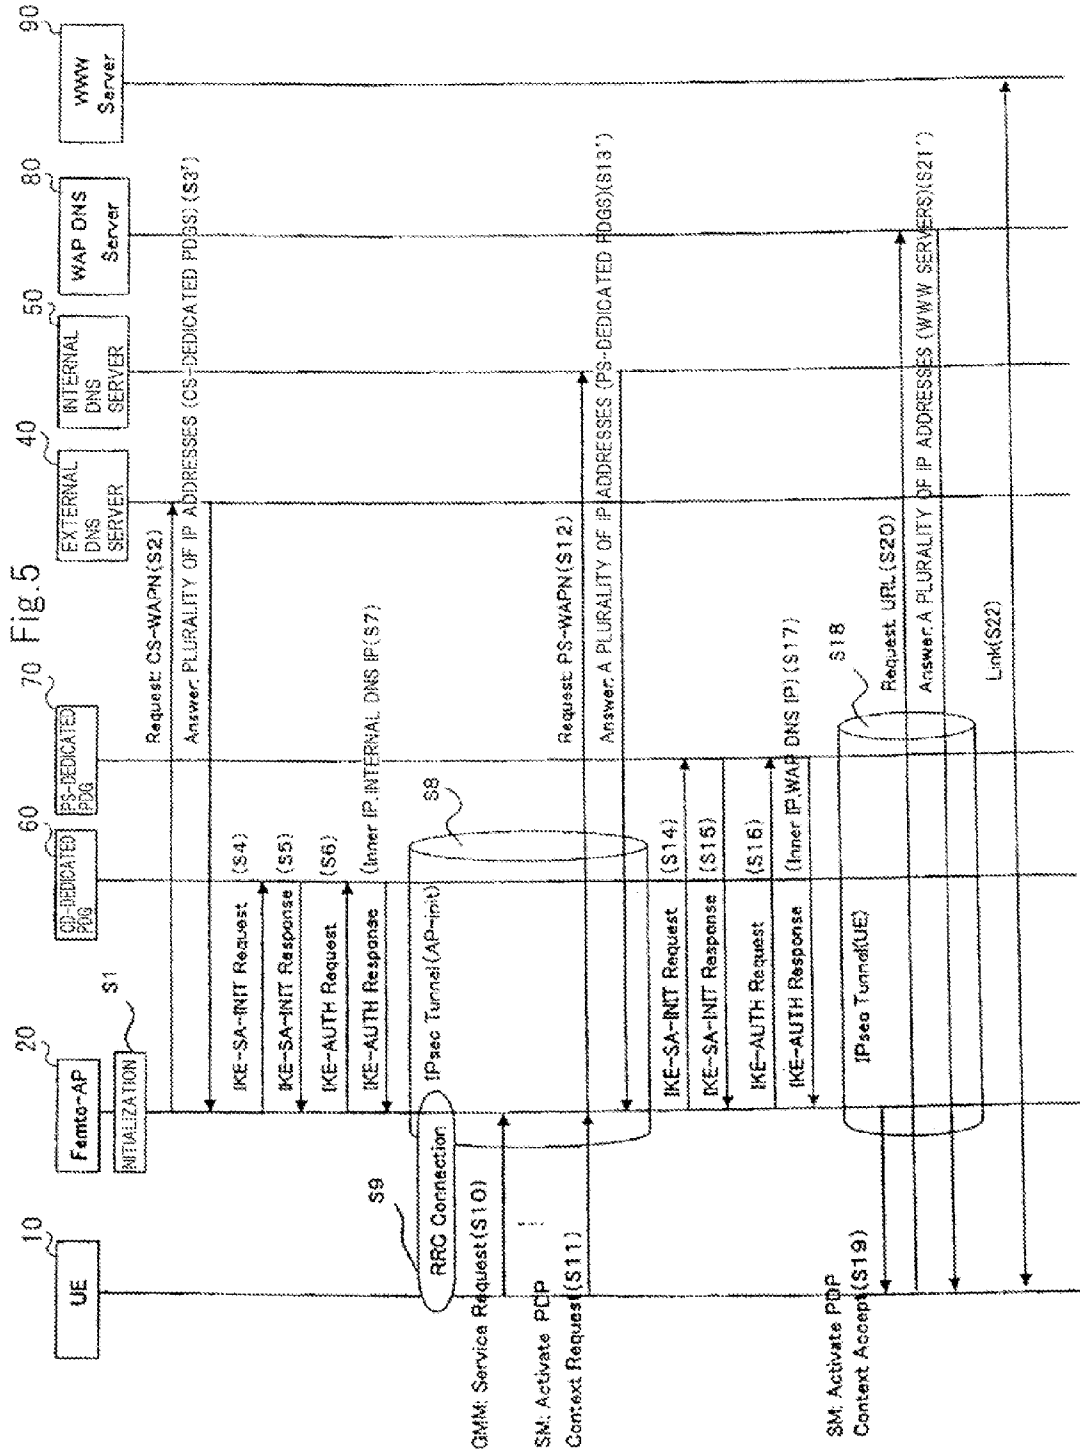 Fig.5
10
UE
20
Femto-AP
INITIALIZATION
S1
60
CD-DEDICATED
PDG
70
PS-DEDICATED
PDG
40
EXTERNAL
DNS
SERVER
50
INTERNAL
DNS
SERVER
80
WAP DNS
Server
90
WWW
Server
Request: CS-WAPN(S2)
Answer: PLURALITY OF IP ADDRESSES (CS-DEDICATED PDGS) (S3')
IKE-SA-INIT Request (S4)
IKE-SA-INIT Response (S5)
IKE-AUTH Request (S6)
IKE-AUTH Response (Inner IP, INTERNAL DNS IP(S7)
IPsec Tunnel(AP-init)
S8
S9
RRC Connection
GMM: Service Request(S10)
SM: Activate PDP
Context Request(S11)
Request: PS-WAPN(S12)
Answer: A PLURALITY OF IP ADDRESSES (PS-DEDICATED PDGS)(S13')
IKE-SA-INIT Request (S14)
IKE-SA-INIT Response (S15)
IKE-AUTH Request (S16)
IKE-AUTH Response (Inner IP,WAP DNS IP) (S17)
IPsec Tunnel(UE)
S18
SM: Activate PDP
Context Accept(S19)
Request: URL(S20)
Answer: A PLURALITY OF IP ADDRESSES (WWW SERVERS)(S21')
Link(S22)